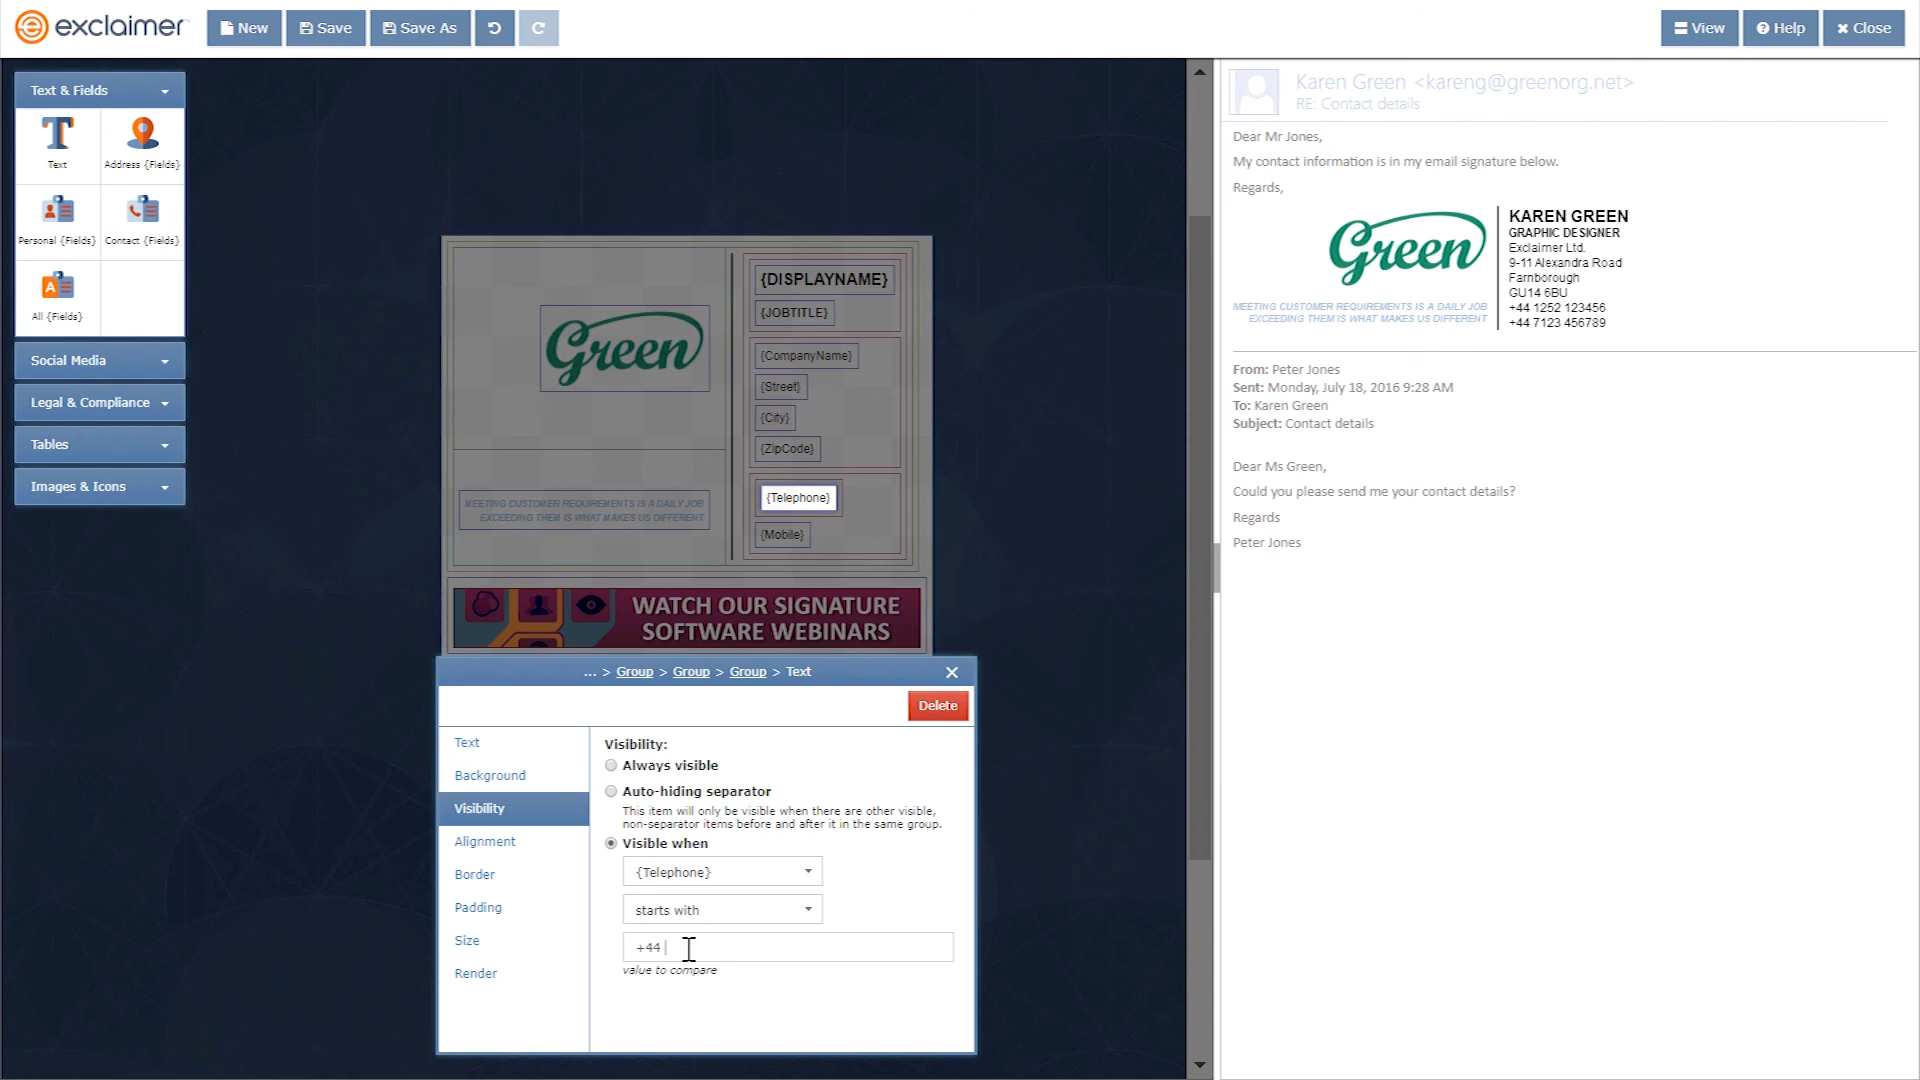 exclaimer
New
Save
Save As
View
Help
Close
Text & Fields
T
Text
Address {Fields}
Personal {Fields}
Contact {Fields}
A
All {Fields}
Social Media
Legal & Compliance
Tables
Images & Icons
Green
MEETING CUSTOMER REQUIREMENTS IS A DAILY JOB
EXCEEDING THEM IS WHAT MAKES US DIFFERENT
{DISPLAYNAME}
{JOBTITLE}
{CompanyName}
{Street}
{City}
{ZipCode}
{Telephone}
{Mobile}
WATCH OUR SIGNATURE
SOFTWARE WEBINARS
... > Group > Group > Group > Text
Delete
Text
Background
Visibility
Alignment
Border
Padding
Size
Render
Visibility:
Always visible
Auto-hiding separator
This item will only be visible when there are other visible,
non-separator items before and after it in the same group.
Visible when
{Telephone}
starts with
+44
value to compare
Karen Green <kareng@greenorg.net>
RE: Contact details
Dear Mr Jones,
My contact information is in my email signature below.
Regards,
Green
MEETING CUSTOMER REQUIREMENTS IS A DAILY JOB
EXCEEDING THEM IS WHAT MAKES US DIFFERENT
KAREN GREEN
GRAPHIC DESIGNER
Exclaimer Ltd.
9-11 Alexandra Road
Farnborough
GU14 6BU
+44 1252 123456
+44 7123 456789
From: Peter Jones
Sent: Monday, July 18, 2016 9:28 AM
To: Karen Green
Subject: Contact details
Dear Ms Green,
Could you please send me your contact details?
Regards
Peter Jones